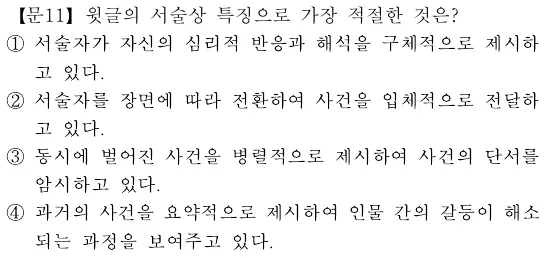 【문11】 윗글의 서술상 특징으로 가장 적절한 것은?
① 서술자가 자신의 심리적 반응과 해석을 구체적으로 제시하
고 있다.
② 서술자를 장면에 따라 전환하여 사건을 입체적으로 전달하
고 있다.
③ 동시에 벌어진 사건을 병렬적으로 제시하여 사건의 단서를
암시하고 있다.
④ 과거의 사건을 요약적으로 제시하여 인물 간의 갈등이 해소
되는 과정을 보여주고 있다.